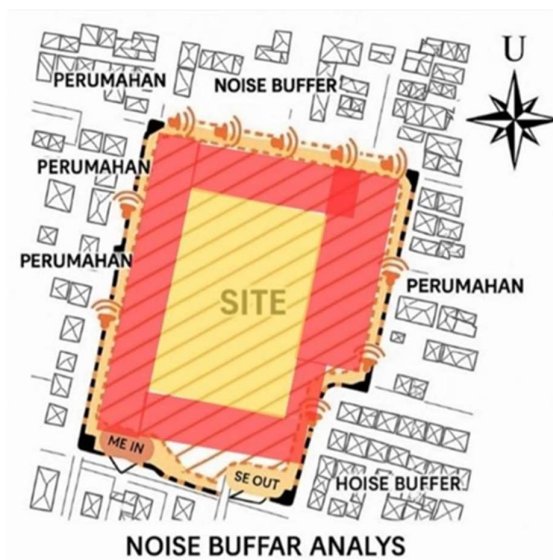 U
PERUMAHAN
NOISE BUFFER
PERUMAHAN
PERUMAHAN
PERUMAHAN
SITE
ME IN
SE OUT
HOISE BUFFER
NOISE BUFFAR ANALYS